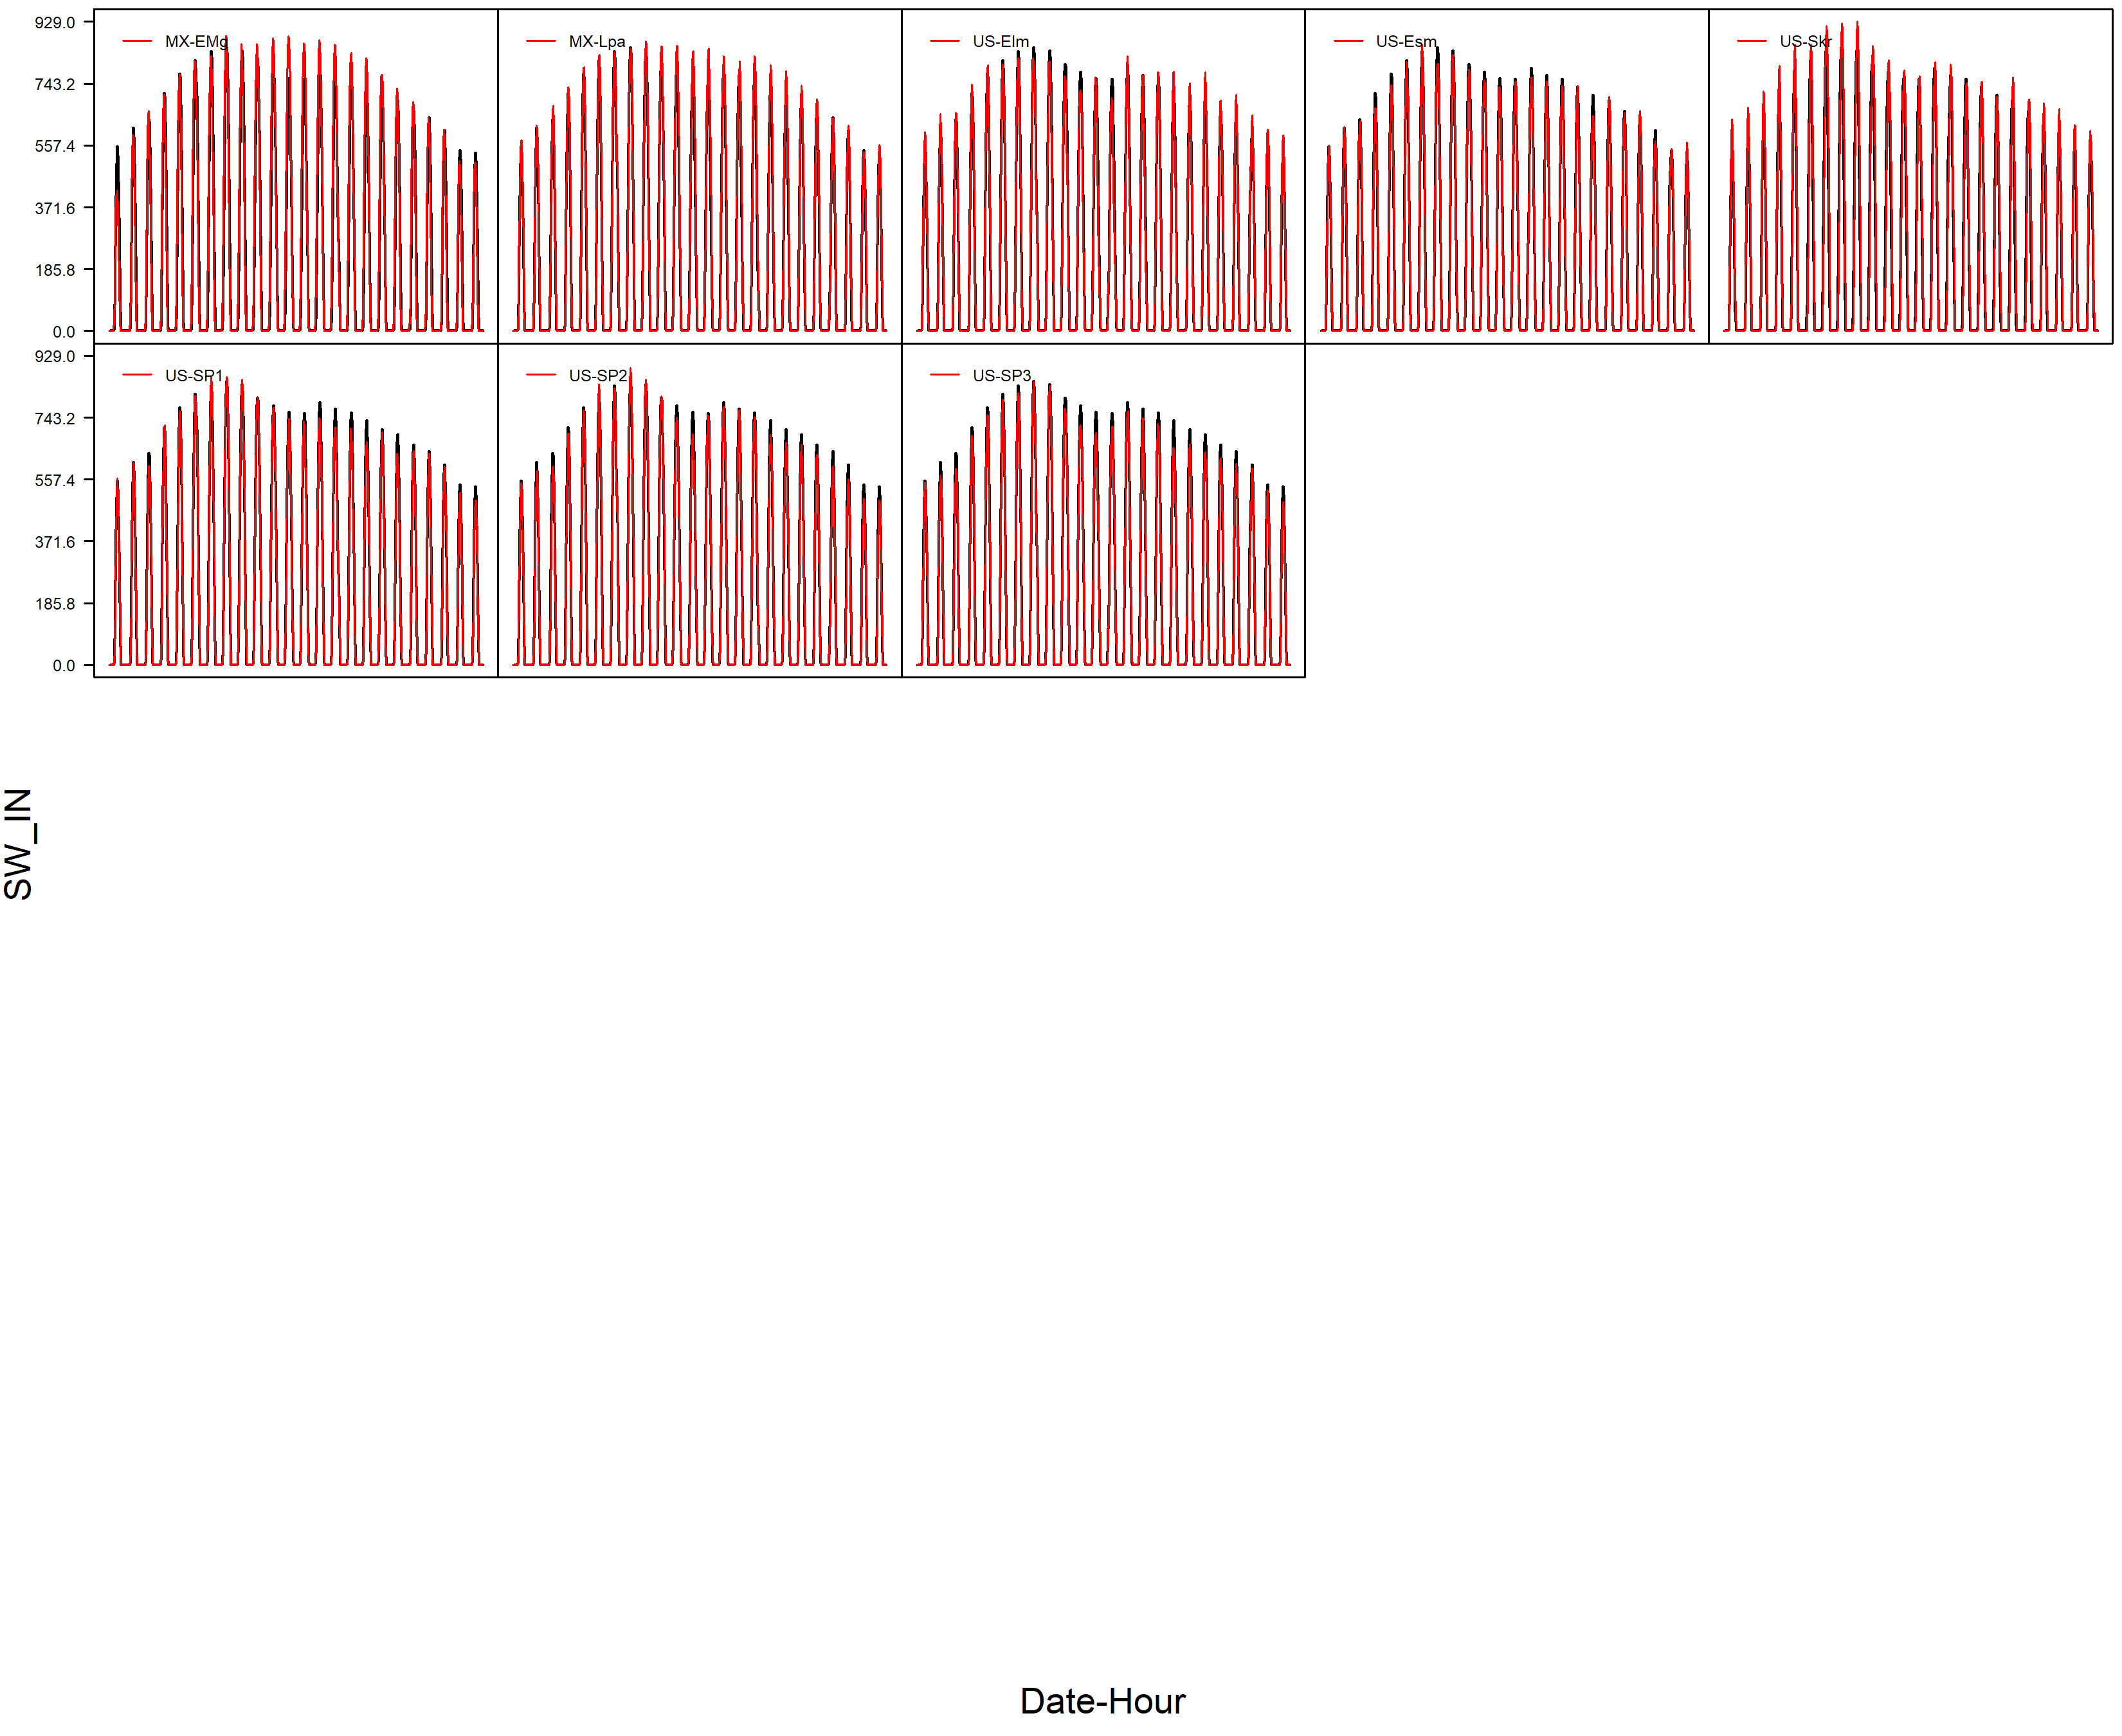 929.0
743.2
557.4
371.6
185.8
0.0
MX-EMg
MX-Lpa
US-Elm
US-Esm
US-Skr
929.0
743.2
557.4
371.6
185.8
0.0
US-SP1
US-SP2
US-SP3
SW_IN
Date-Hour